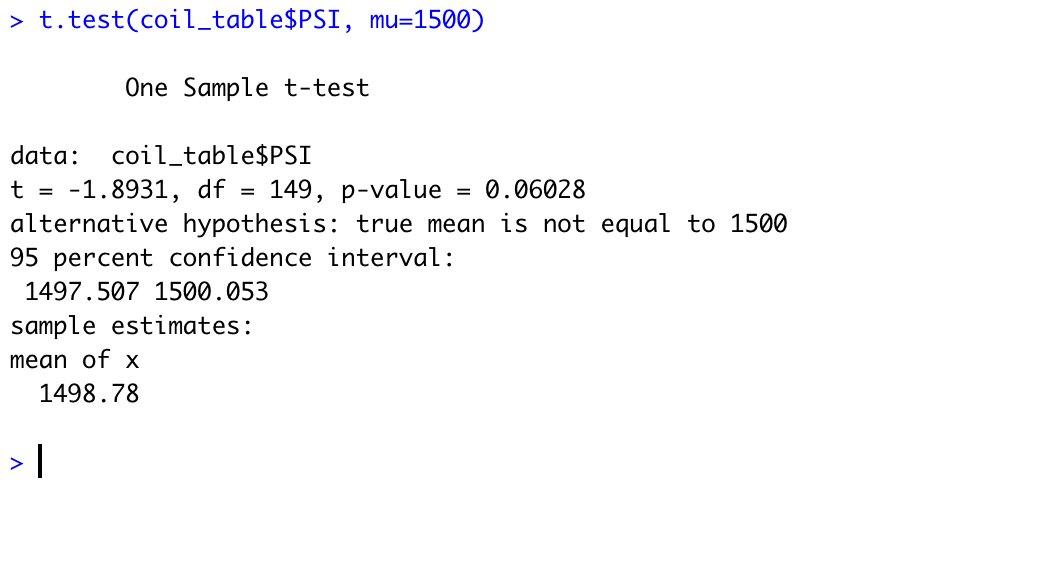 > t.test(coil_table$PSI, mu=1500)
One Sample t-test
data:  coil_table$PSI
t = -1.8931, df = 149, p-value = 0.06028
alternative hypothesis: true mean is not equal to 1500
95 percent confidence interval:
1497.507 1500.053
sample estimates:
mean of x
1498.78
>